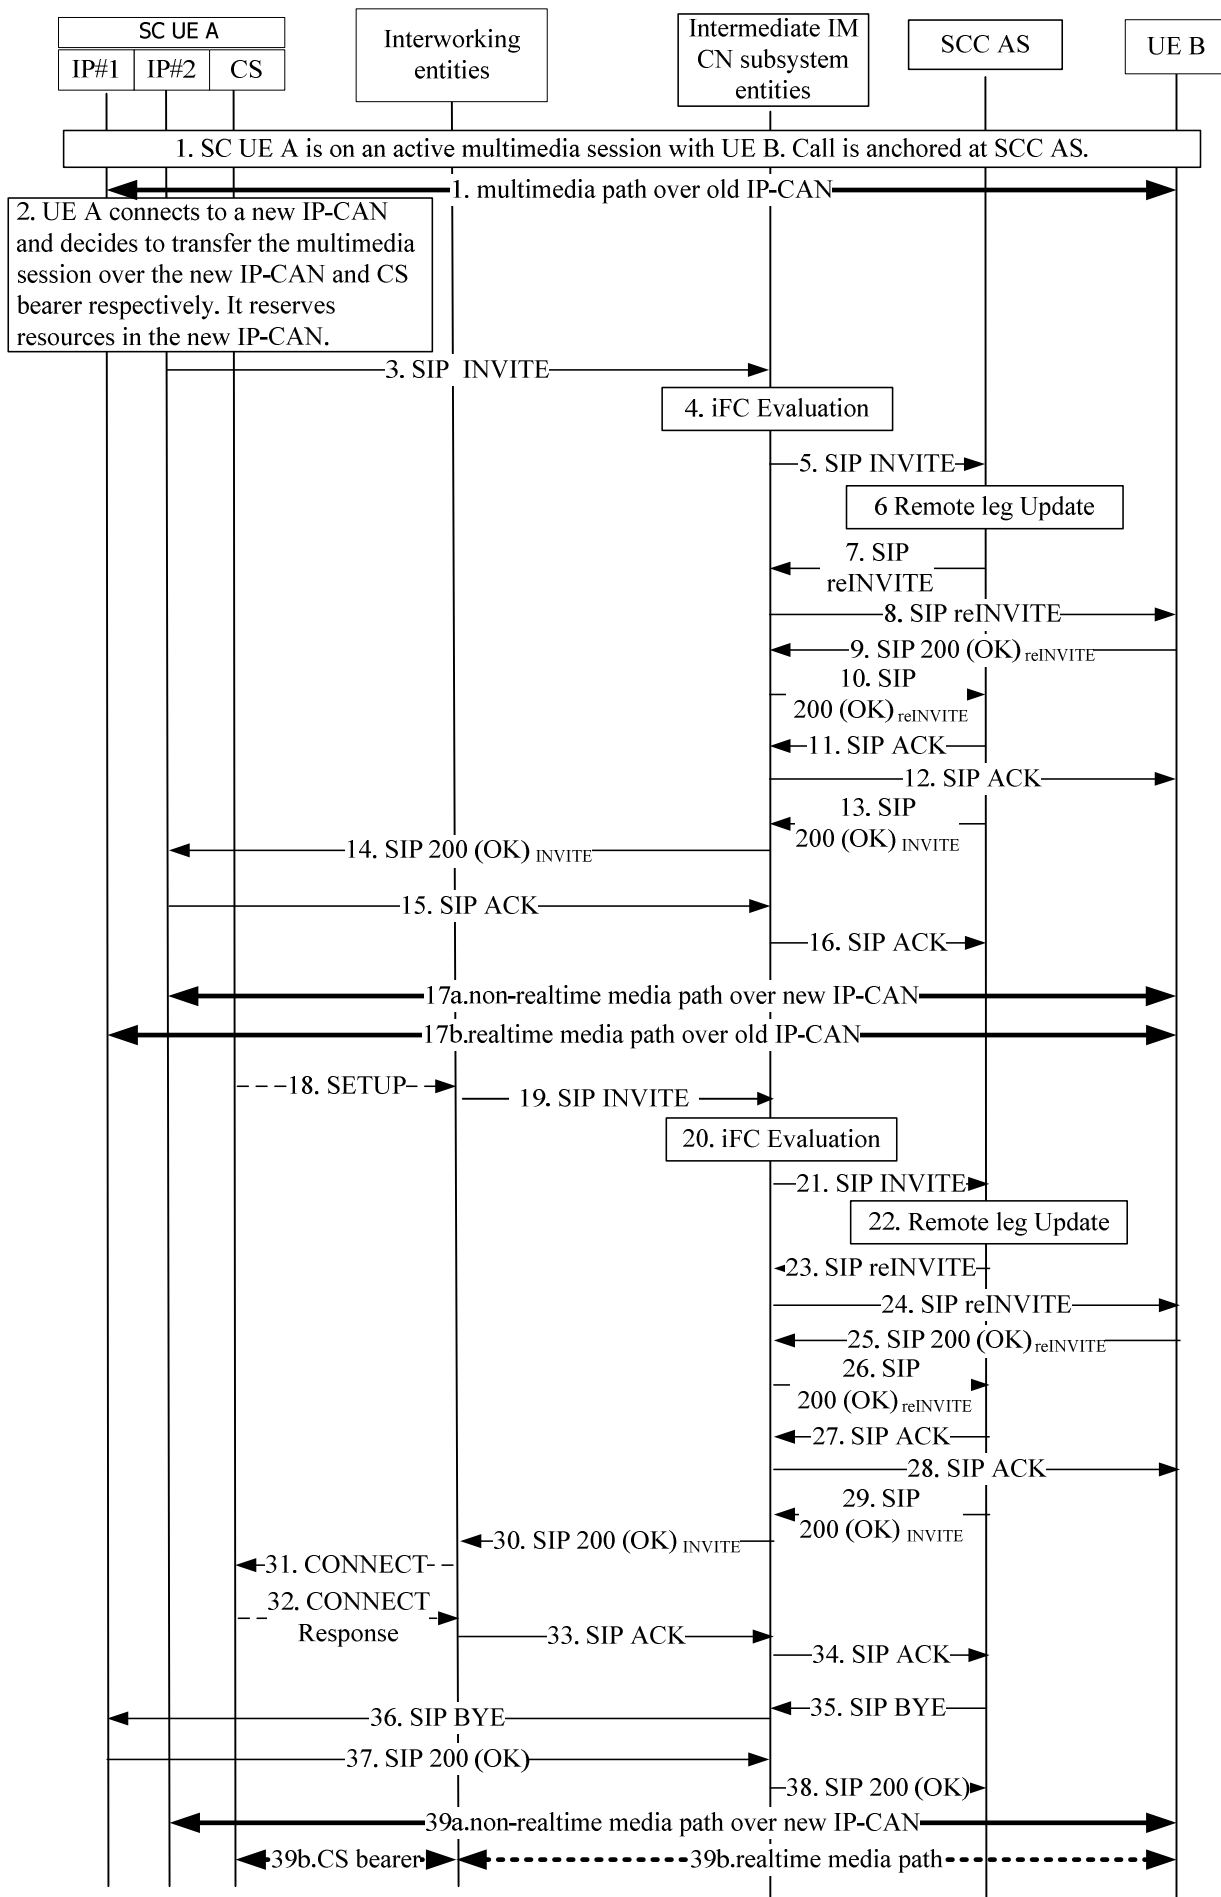 SC UE A
IP#1 IP#2 CS
Interworking
entities
Intermediate IM
CN subsystem
entities
SCC AS
UE B
1. SC UE A is on an active multimedia session with UE B. Call is anchored at SCC AS.
1. multimedia path over old IP-CAN
2. UE A connects to a new IP-CAN
and decides to transfer the multimedia
session over the new IP-CAN and CS
bearer respectively. It reserves
resources in the new IP-CAN.
3. SIP INVITE
4. iFC Evaluation
5. SIP INVITE
6 Remote leg Update
7. SIP
reINVITE
8. SIP reINVITE
9. SIP 200 (OK) reINVITE
10. SIP
200 (OK) reINVITE
11. SIP ACK
12. SIP ACK
13. SIP
200 (OK) INVITE
14. SIP 200 (OK) INVITE
15. SIP ACK
16. SIP ACK
17a.non-realtime media path over new IP-CAN
17b.realtime media path over old IP-CAN
18. SETUP
19. SIP INVITE
20. iFC Evaluation
21. SIP INVITE
22. Remote leg Update
23. SIP reINVITE
24. SIP reINVITE
25. SIP 200 (OK) reINVITE
26. SIP
200 (OK) reINVITE
27. SIP ACK
28. SIP ACK
29. SIP
200 (OK) INVITE
30. SIP 200 (OK) INVITE
31. CONNECT
32. CONNECT
Response
33. SIP ACK
34. SIP ACK
35. SIP BYE
36. SIP BYE
37. SIP 200 (OK)
38. SIP 200 (OK)
39a.non-realtime media path over new IP-CAN
39b.CS bearer
39b.realtime media path